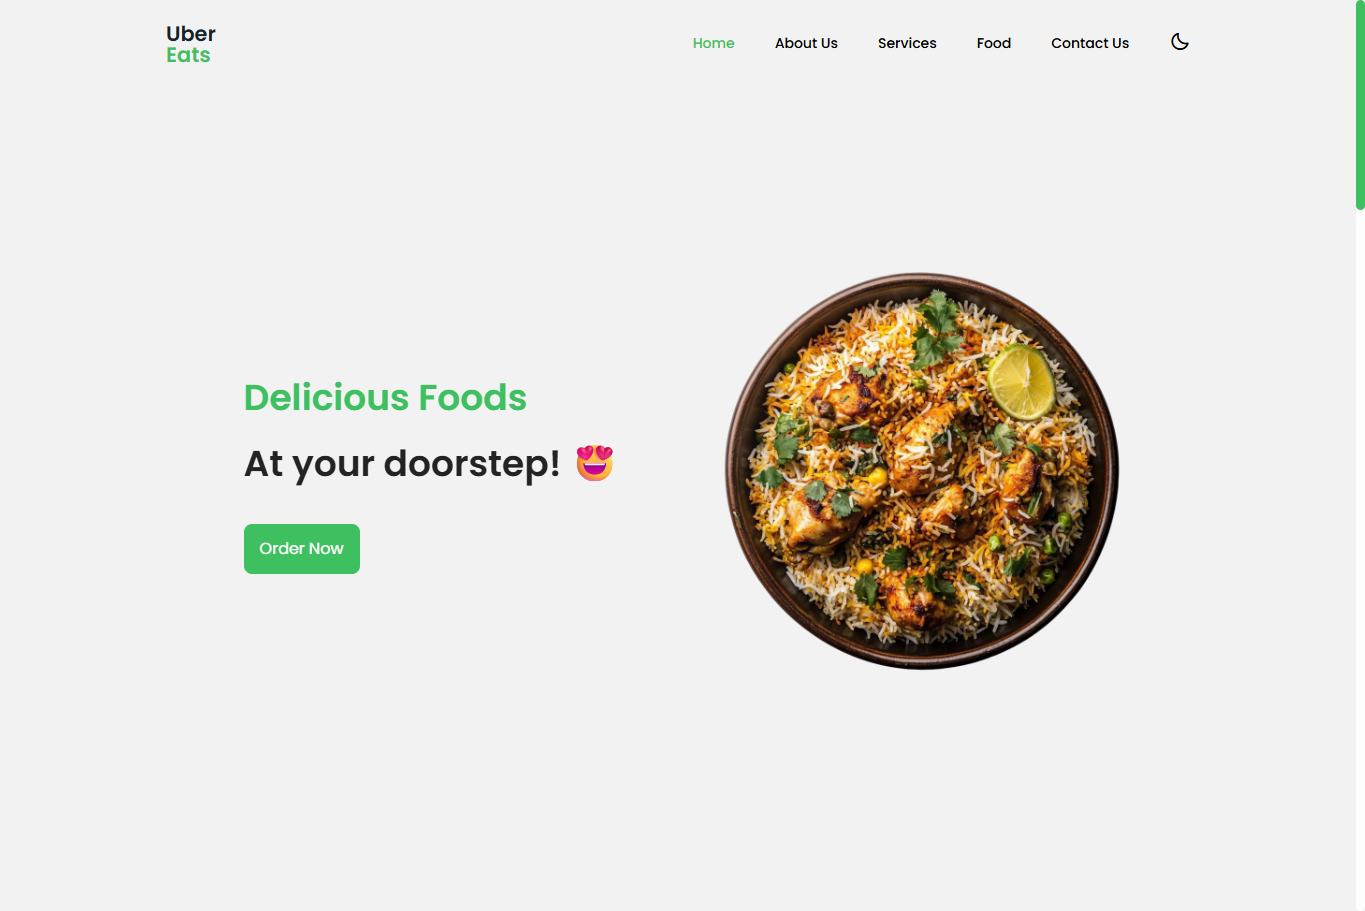 Uber
Eats
Home About Us Services Food Contact Us
Delicious Foods
At your doorstep! 😍
Order Now